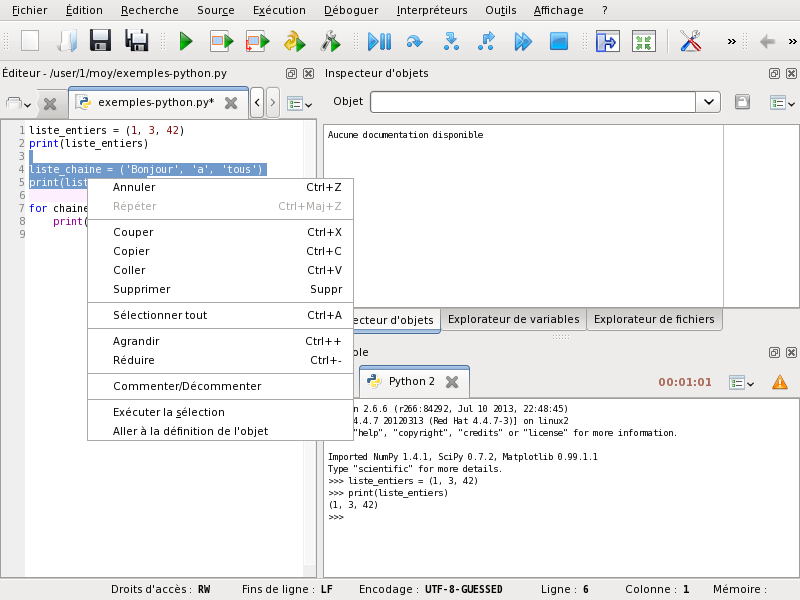 Fichier Édition Recherche Source Exécution Déboguer Interpréteurs Outils Affichage ?
» »
Éditeur - /user/1/moy/exemples-python.py
exemples-python.py*
1 liste_entiers = (1, 3, 42)
2 print(liste_entiers)
3
4 liste_chaine = ('Bonjour', 'a', 'tous')
5 print(list
6
7 for chaine
8 print(
9
Annuler Ctrl+Z
Répéter Ctrl+Maj+Z
Couper Ctrl+X
Copier Ctrl+C
Coller Ctrl+V
Supprimer Suppr
Sélectionner tout Ctrl+A
Agrandir Ctrl++
Réduire Ctrl+-
Commenter/Décommenter
Exécuter la sélection
Aller à la définition de l'objet
Inspecteur d'objets
Objet
Aucune documentation disponible
ecteur d'objets Explorateur de variables Explorateur de fichiers
ole
Python 2
00:01:01
n 2.6.6 (r266:84292, Jul 10 2013, 22:48:45)
4.4.7 20120313 (Red Hat 4.4.7-3)] on linux2
"help", "copyright", "credits" or "license" for more information.
Imported NumPy 1.4.1, SciPy 0.7.2, Matplotlib 0.99.1.1
Type "scientific" for more details.
>>> liste_entiers = (1, 3, 42)
>>> print(liste_entiers)
(1, 3, 42)
>>>
Droits d'accès : RW Fins de ligne : LF Encodage : UTF-8-GUESSED Ligne : 6 Colonne : 1 Mémoire :